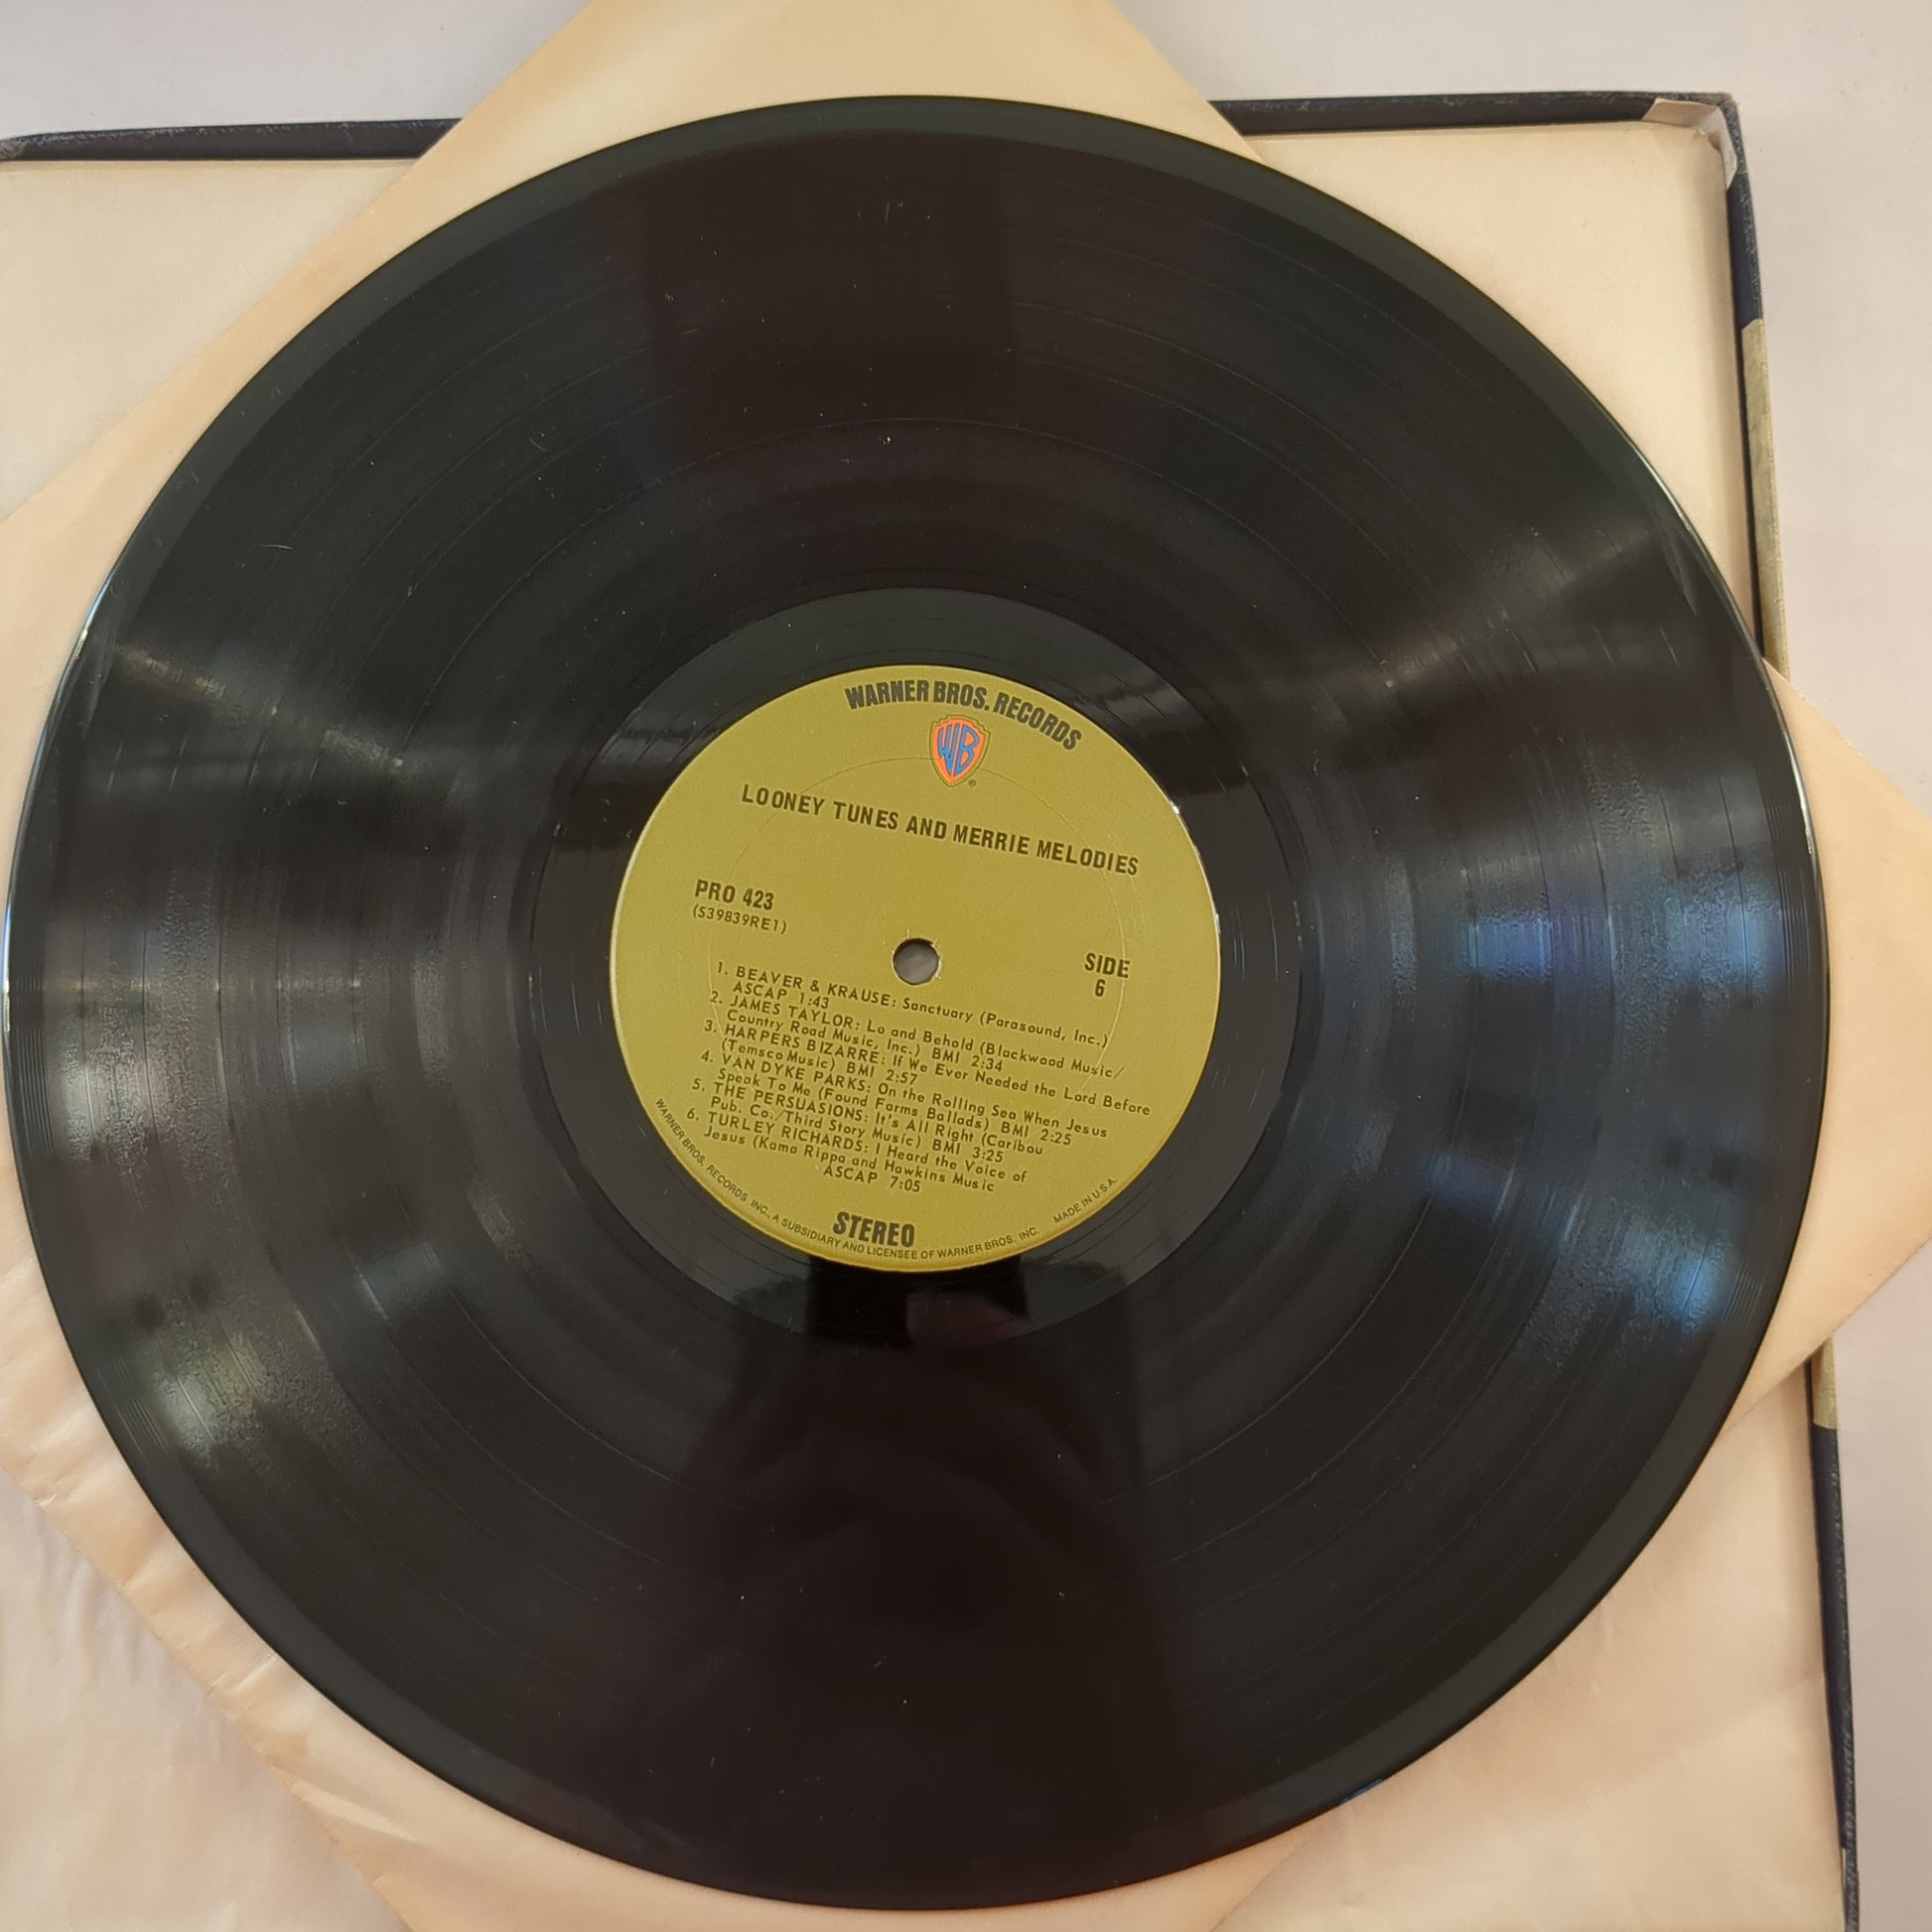 WARNER BROS. RECORDS
WB
®
LOONEY TUNES AND MERRIE MELODIES
PRO 423
(S39839RE1)
SIDE
6
1. BEAVER & KRAUSE: Sanctuary (Parasound, Inc.)
ASCAP 1:43
2. JAMES TAYLOR: Lo and Behold (Blackwood Music/
Country Road Music, Inc.) BMI 2:34
3. HARPERS BIZARRE: If We Ever Needed the Lord Before
(Temsco Music) BMI 2:57
4. VAN DYKE PARKS: On the Rolling Sea When Jesus
Speak To Me (Found Farms Ballads) BMI 2:25
5. THE PERSUASIONS: It's All Right (Caribou
Pub. Co./Third Story Music) BMI 3:25
6. TURLEY RICHARDS: I Heard the Voice of
Jesus (Kama Rippa and Hawkins Music
ASCAP 7:05
STEREO
WARNER BROS. RECORDS INC., A SUBSIDIARY AND LICENSEE OF WARNER BROS. INC. MADE IN U.S.A.